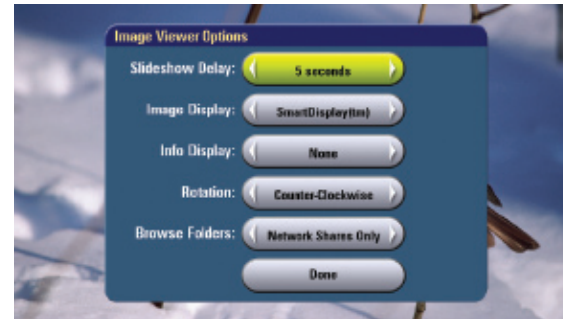 Image Viewer Options
Slideshow Delay: 5 seconds
Image Display: SmartDisplay(tm)
Info Display: None
Rotation: Counter-Clockwise
Browse Folders: Network Shares Only
Done